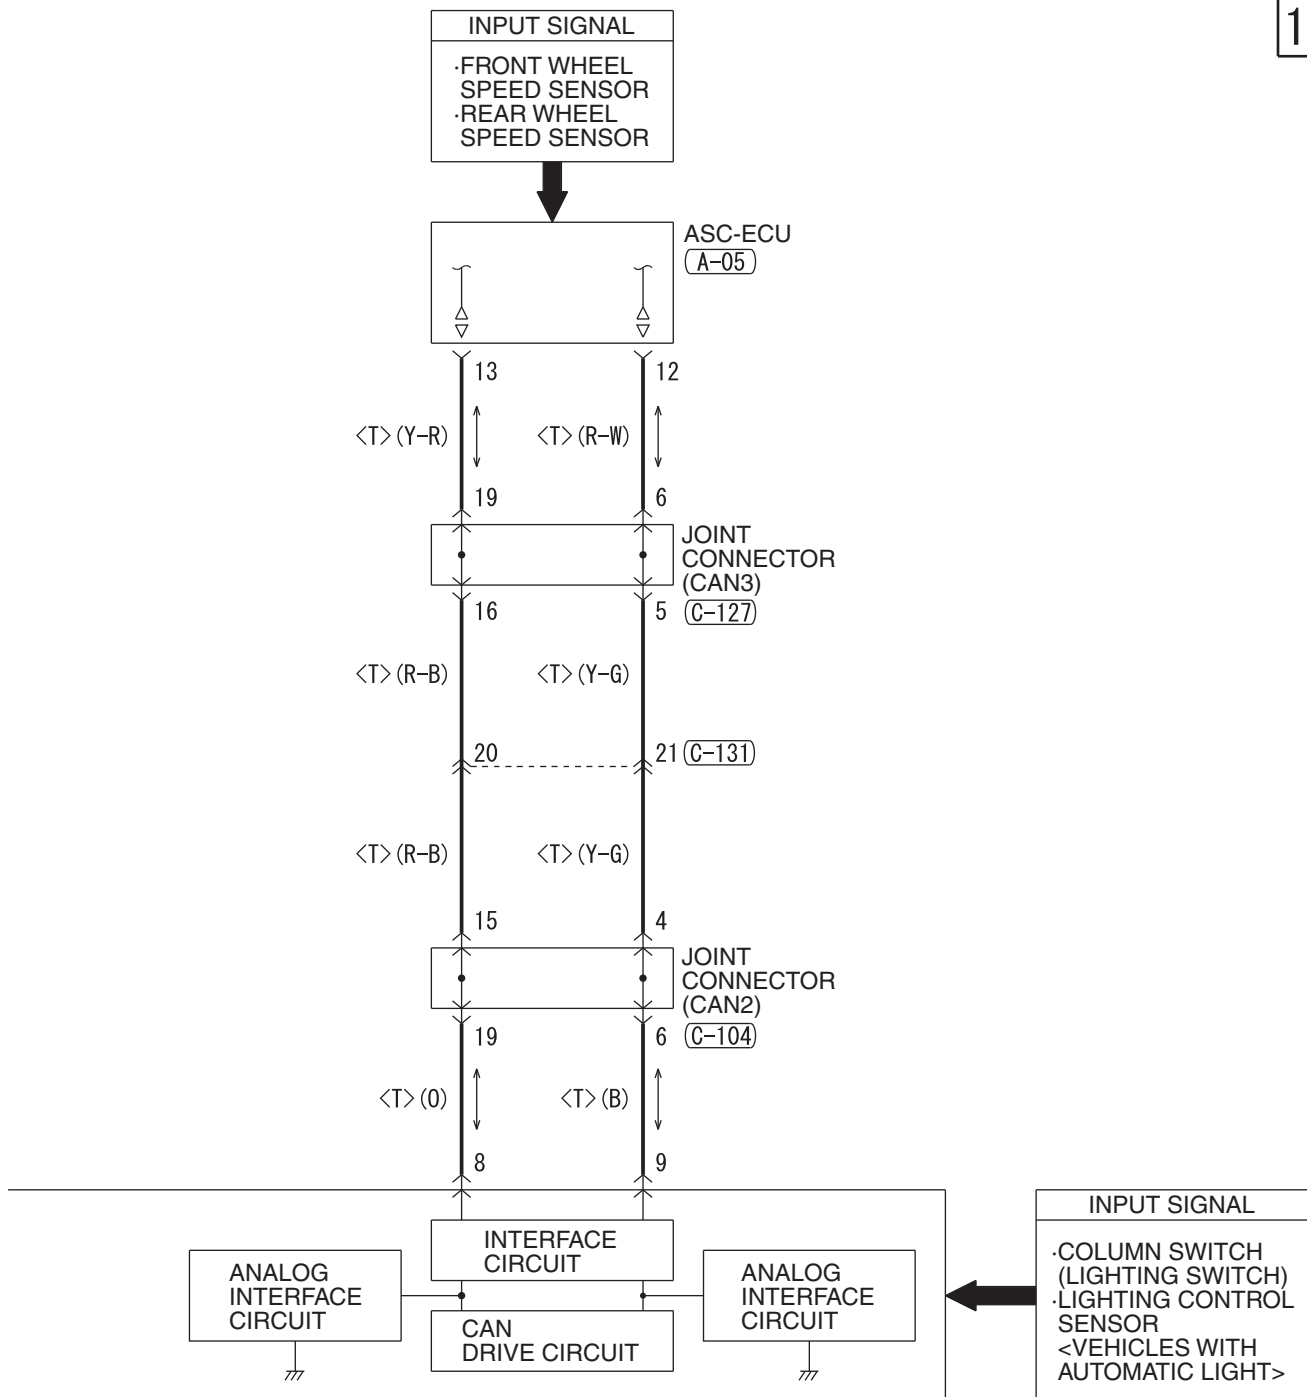 1
INPUT SIGNAL
·FRONT WHEEL
SPEED SENSOR
·REAR WHEEL
SPEED SENSOR
ASC-ECU
A-05
13
12
<T>(Y-R)
<T>(R-W)
19
6
JOINT
CONNECTOR
(CAN3)
16
5
C-127
<T>(R-B)
<T>(Y-G)
20
21
C-131
<T>(R-B)
<T>(Y-G)
15
4
JOINT
CONNECTOR
(CAN2)
19
6
C-104
<T>(O)
<T>(B)
8
9
INTERFACE
CIRCUIT
ANALOG
INTERFACE
CIRCUIT
CAN
DRIVE CIRCUIT
ANALOG
INTERFACE
CIRCUIT
INPUT SIGNAL
·COLUMN SWITCH
(LIGHTING SWITCH)
·LIGHTING CONTROL
SENSOR
<VEHICLES WITH
AUTOMATIC LIGHT>